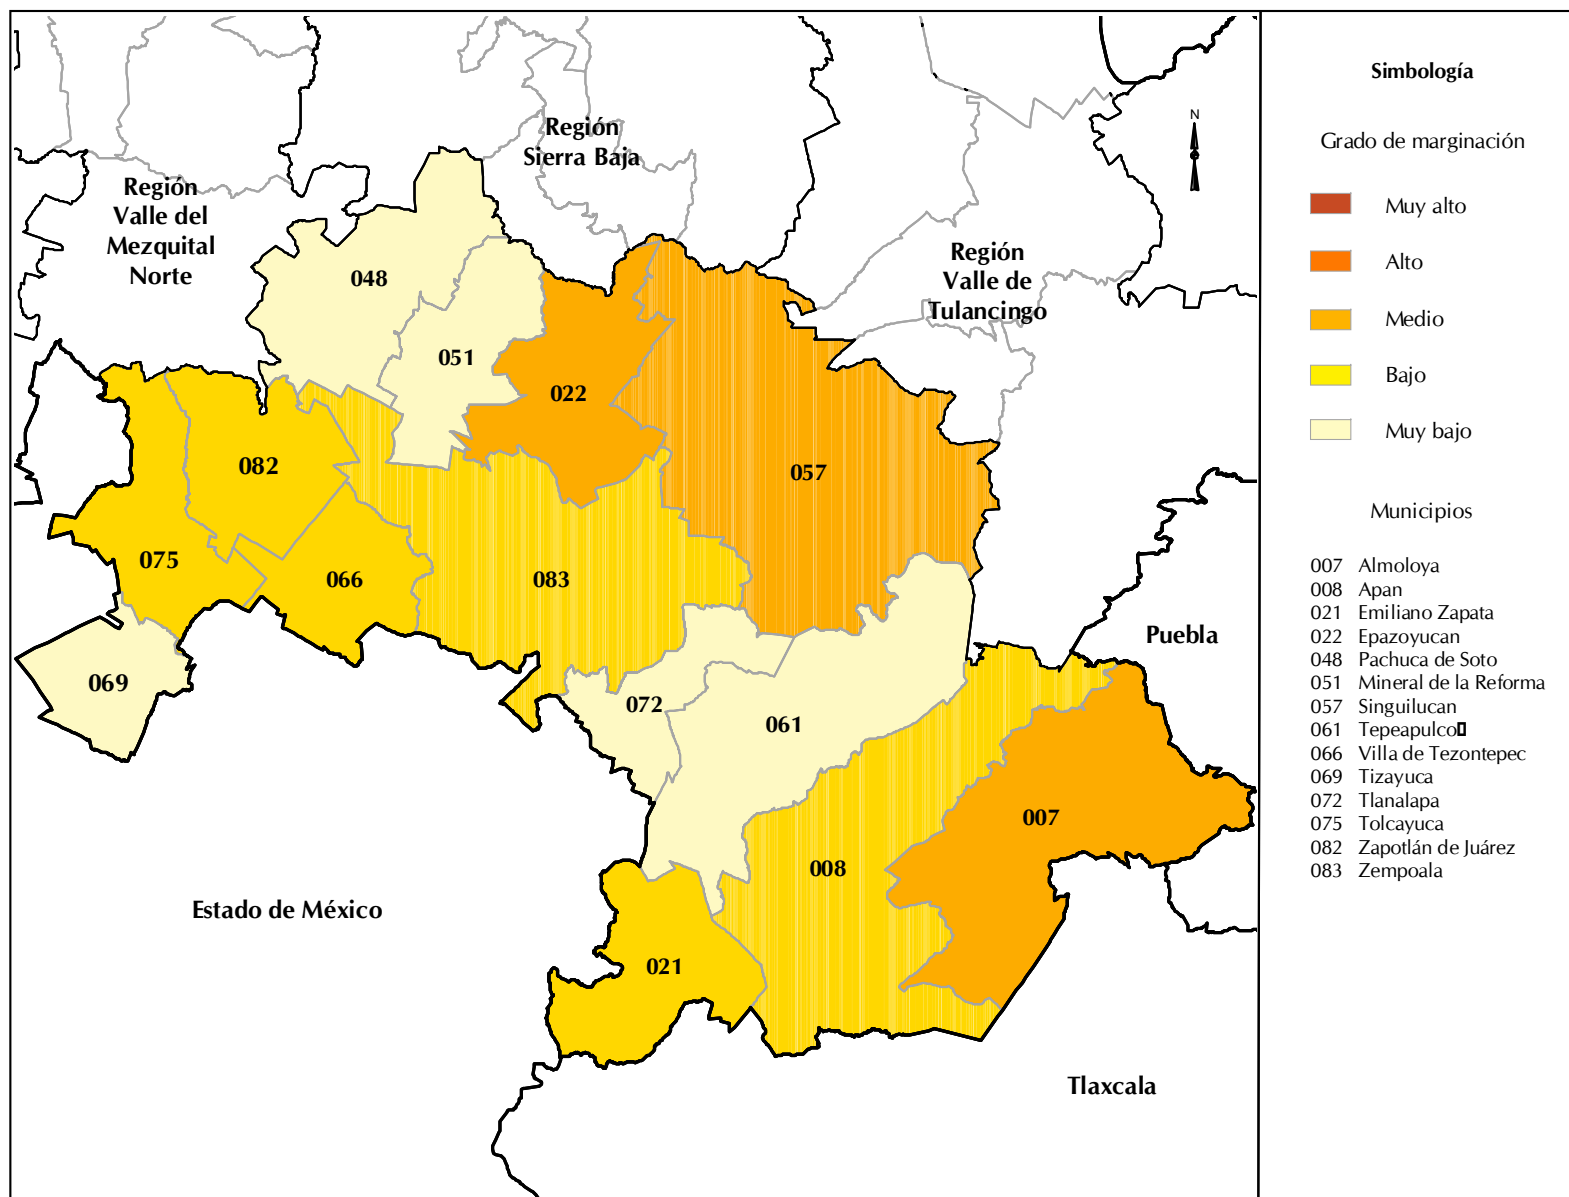 Región
Sierra Baja
Región
Valle del
Mezquital
Norte
Región
Valle de
Tulancingo
048
051
022
057
082
075
066
083
069
072
061
007
008
021
Puebla
Estado de México
Tlaxcala
N
Simbología
Grado de marginación
Muy alto
Alto
Medio
Bajo
Muy bajo
Municipios
007 Almoloya
008 Apan
021 Emiliano Zapata
022 Epazoyucan
048 Pachuca de Soto
051 Mineral de la Reforma
057 Singuilucan
061 Tepeapulco
066 Villa de Tezontepec
069 Tizayuca
072 Tlanalapa
075 Tolcayuca
082 Zapotlán de Juárez
083 Zempoala